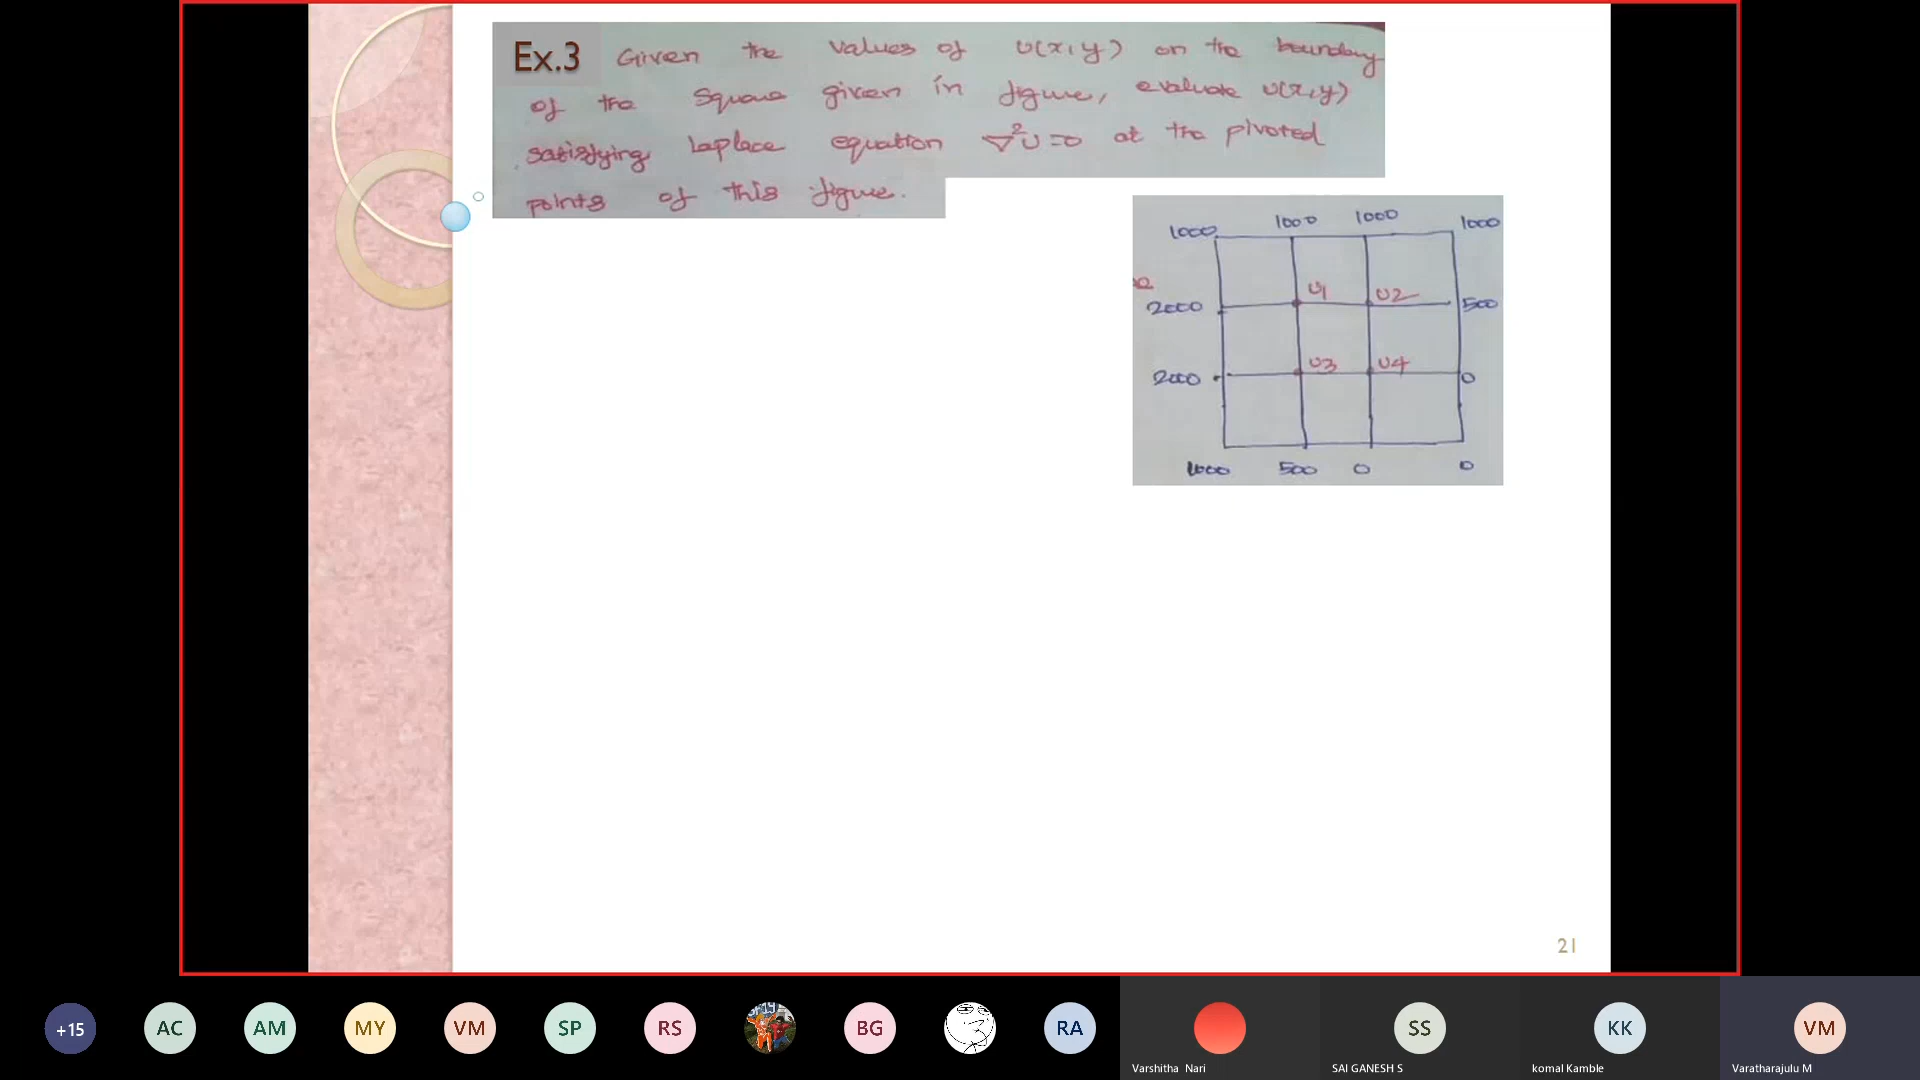 Ex.3 Given the values of u(x,y) on the boundary
of the square given in figure, evaluate u(x,y)
satisfying Laplace equation ∇²u=0 at the pivoted
points of this figure.
1000 1000 1000 1000
u1 u2
2000 500
u3 u4
2000 0
1000 500 0 0
21
+15 AC AM MY VM SP RS BG RA SS KK VM
Varshitha Nari SAI GANESH S komal Kamble Varatharajulu M